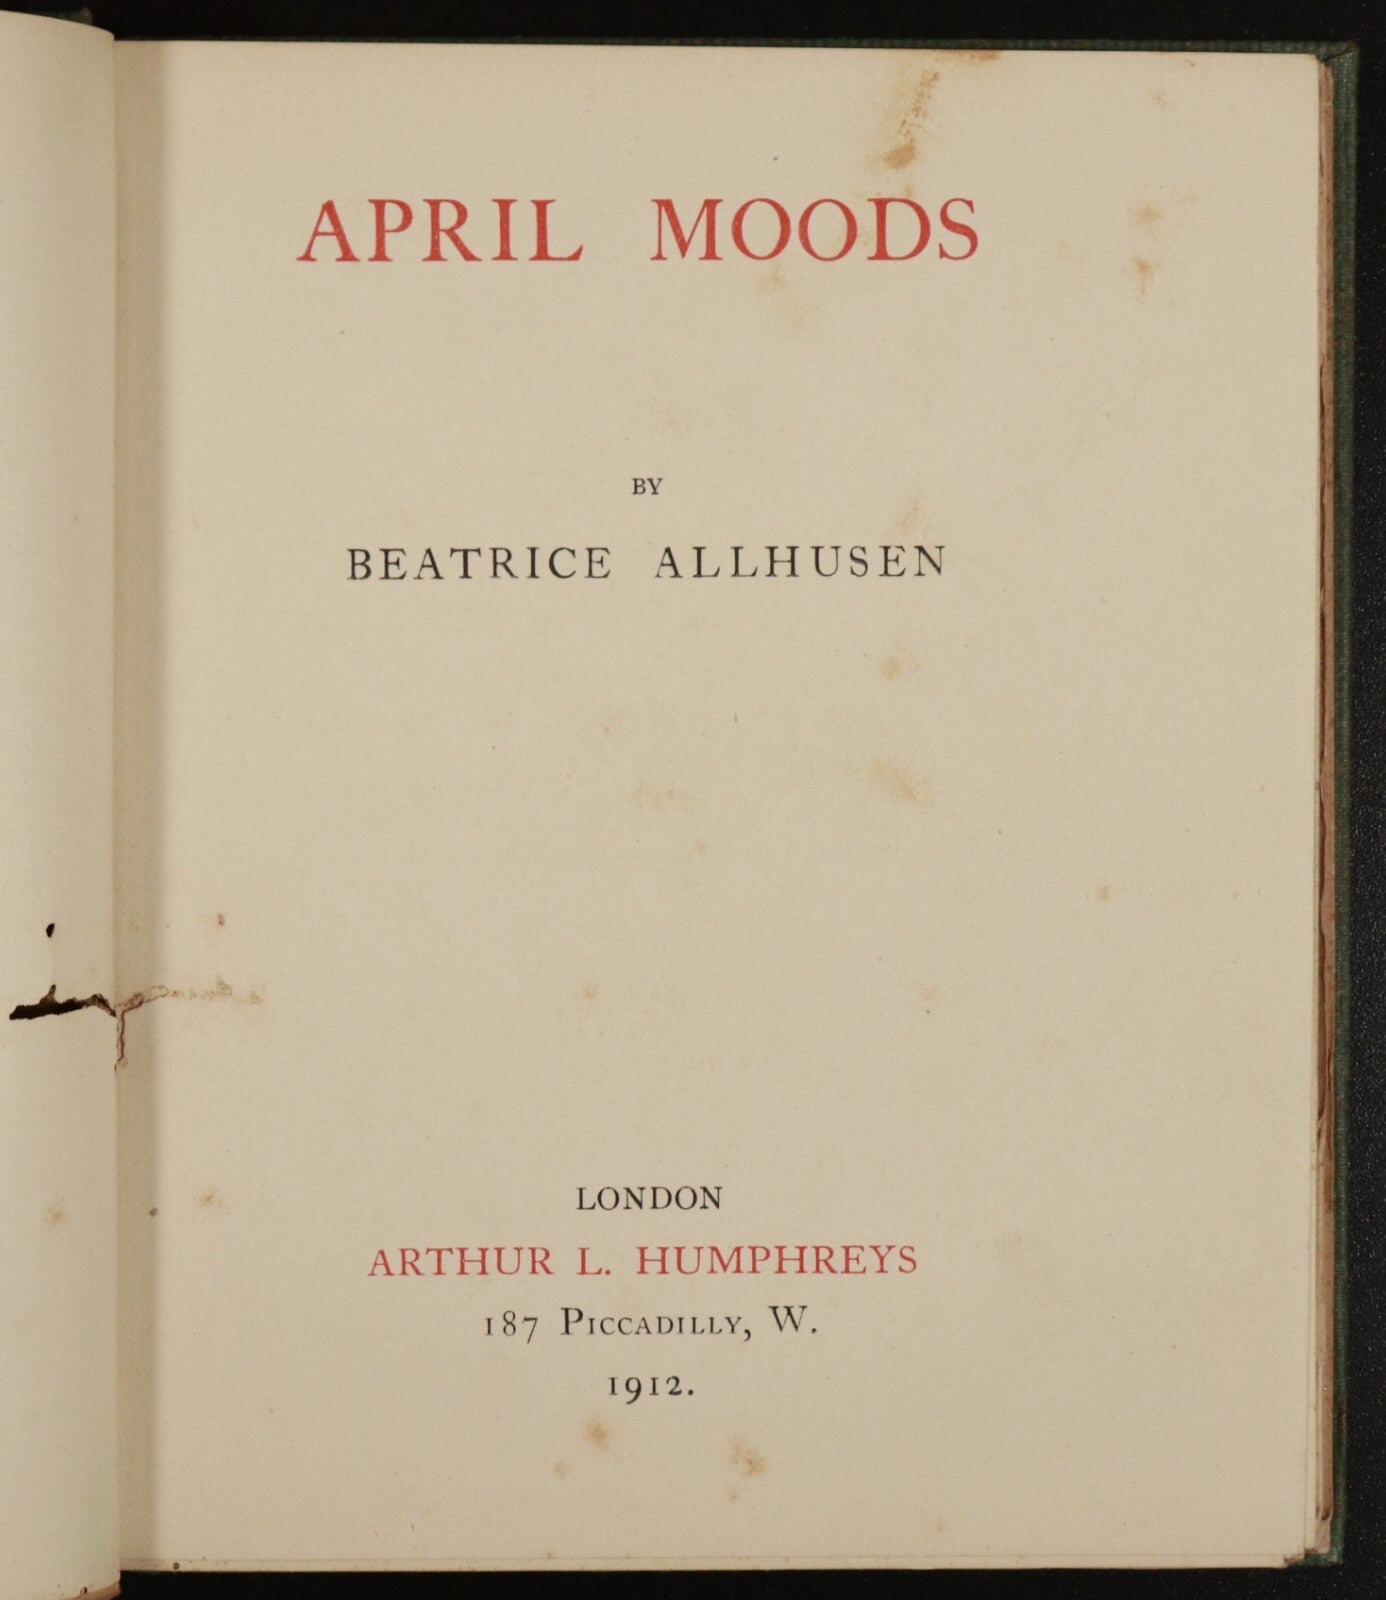 APRIL MOODS
BY
BEATRICE ALLHUSEN
LONDON
ARTHUR L. HUMPHREYS
187 PICCADILLY, W.
1912.